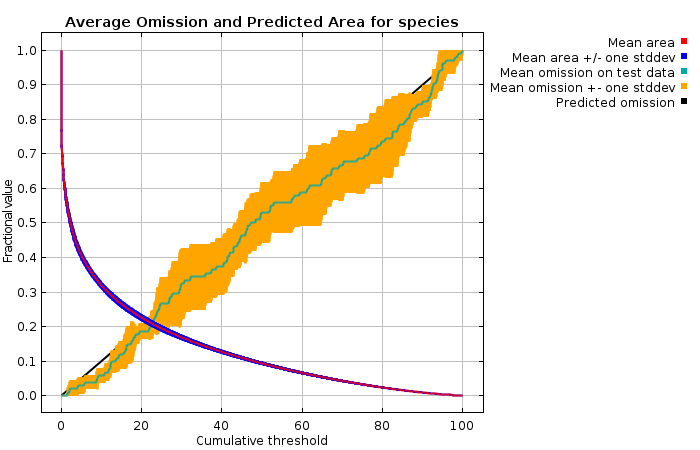 Average Omission and Predicted Area for species
Mean area
Mean area +/- one stddev
Mean omission on test data
Mean omission +- one stddev
Predicted omission
Fractional value
1.0
0.9
0.8
0.7
0.6
0.5
0.4
0.3
0.2
0.1
0.0
0 20 40 60 80 100
Cumulative threshold